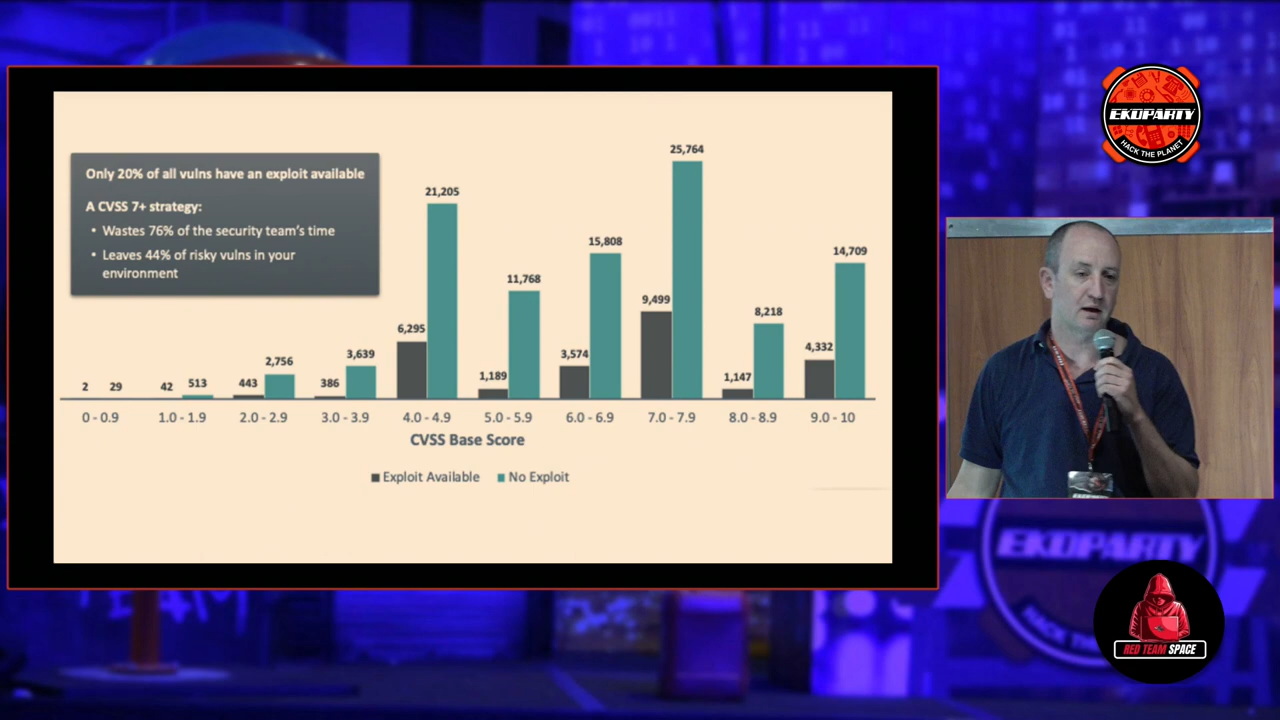 Only 20% of all vulns have an exploit available
A CVSS 7+ strategy:
• Wastes 76% of the security team's time
• Leaves 44% of risky vulns in your
environment
2 29 42 513 443 2,756 386 3,639 6,295 21,205 1,189 11,768 3,574 15,808 9,499 25,764 1,147 8,218 4,332 14,709
0 - 0.9 1.0 - 1.9 2.0 - 2.9 3.0 - 3.9 4.0 - 4.9 5.0 - 5.9 6.0 - 6.9 7.0 - 7.9 8.0 - 8.9 9.0 - 10
CVSS Base Score
Exploit Available No Exploit
EKOPARTY
HACK THE PLANET
EKOPARTY
RED TEAM SPACE